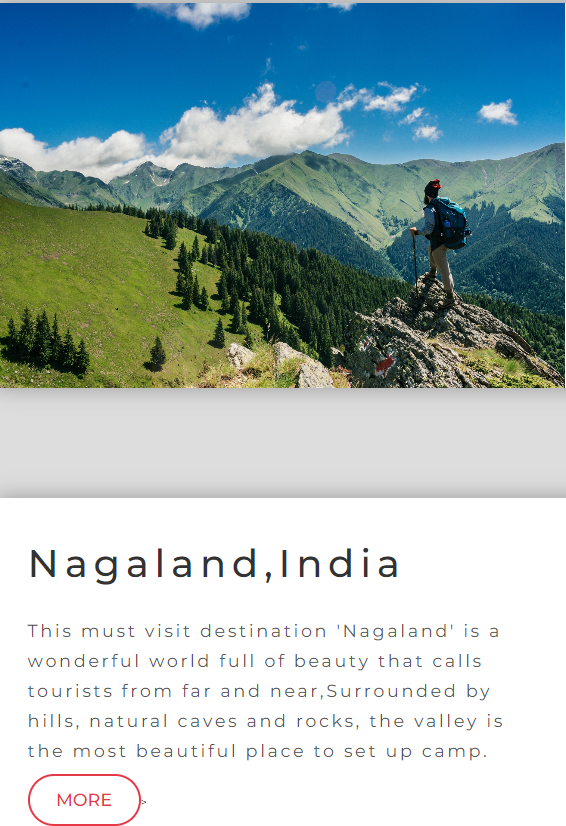 Nagaland,India
This must visit destination 'Nagaland' is a
wonderful world full of beauty that calls
tourists from far and near,Surrounded by
hills, natural caves and rocks, the valley is
the most beautiful place to set up camp.
MORE >